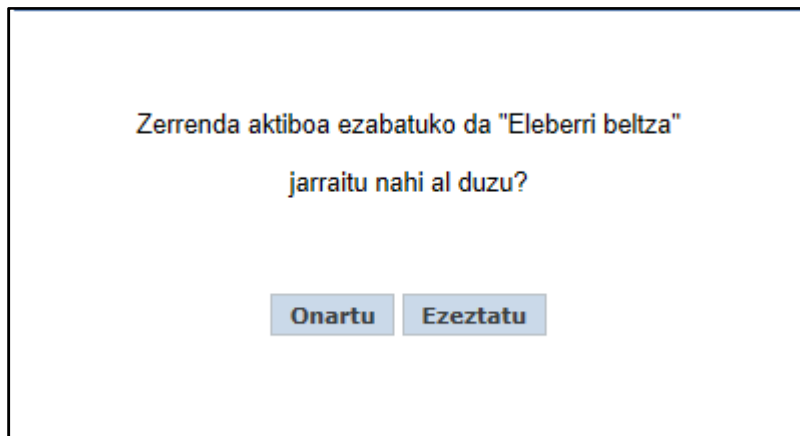 Zerrenda aktiboa ezabatuko da "Eleberri beltza"
jarraitu nahi al duzu?
Onartu Ezeztatu